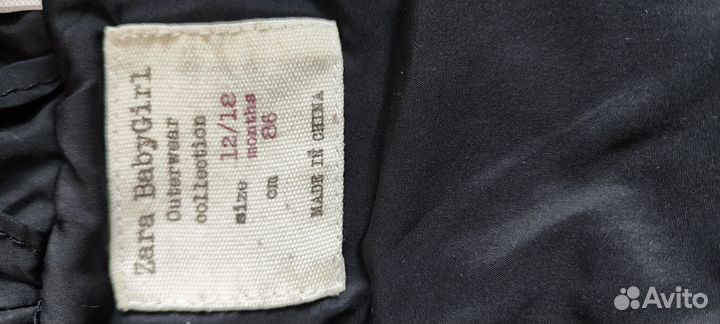 Zara BabyGirl
Outerwear
collection
size 12/18
months
cm 86
MADE IN CHINA
Avito